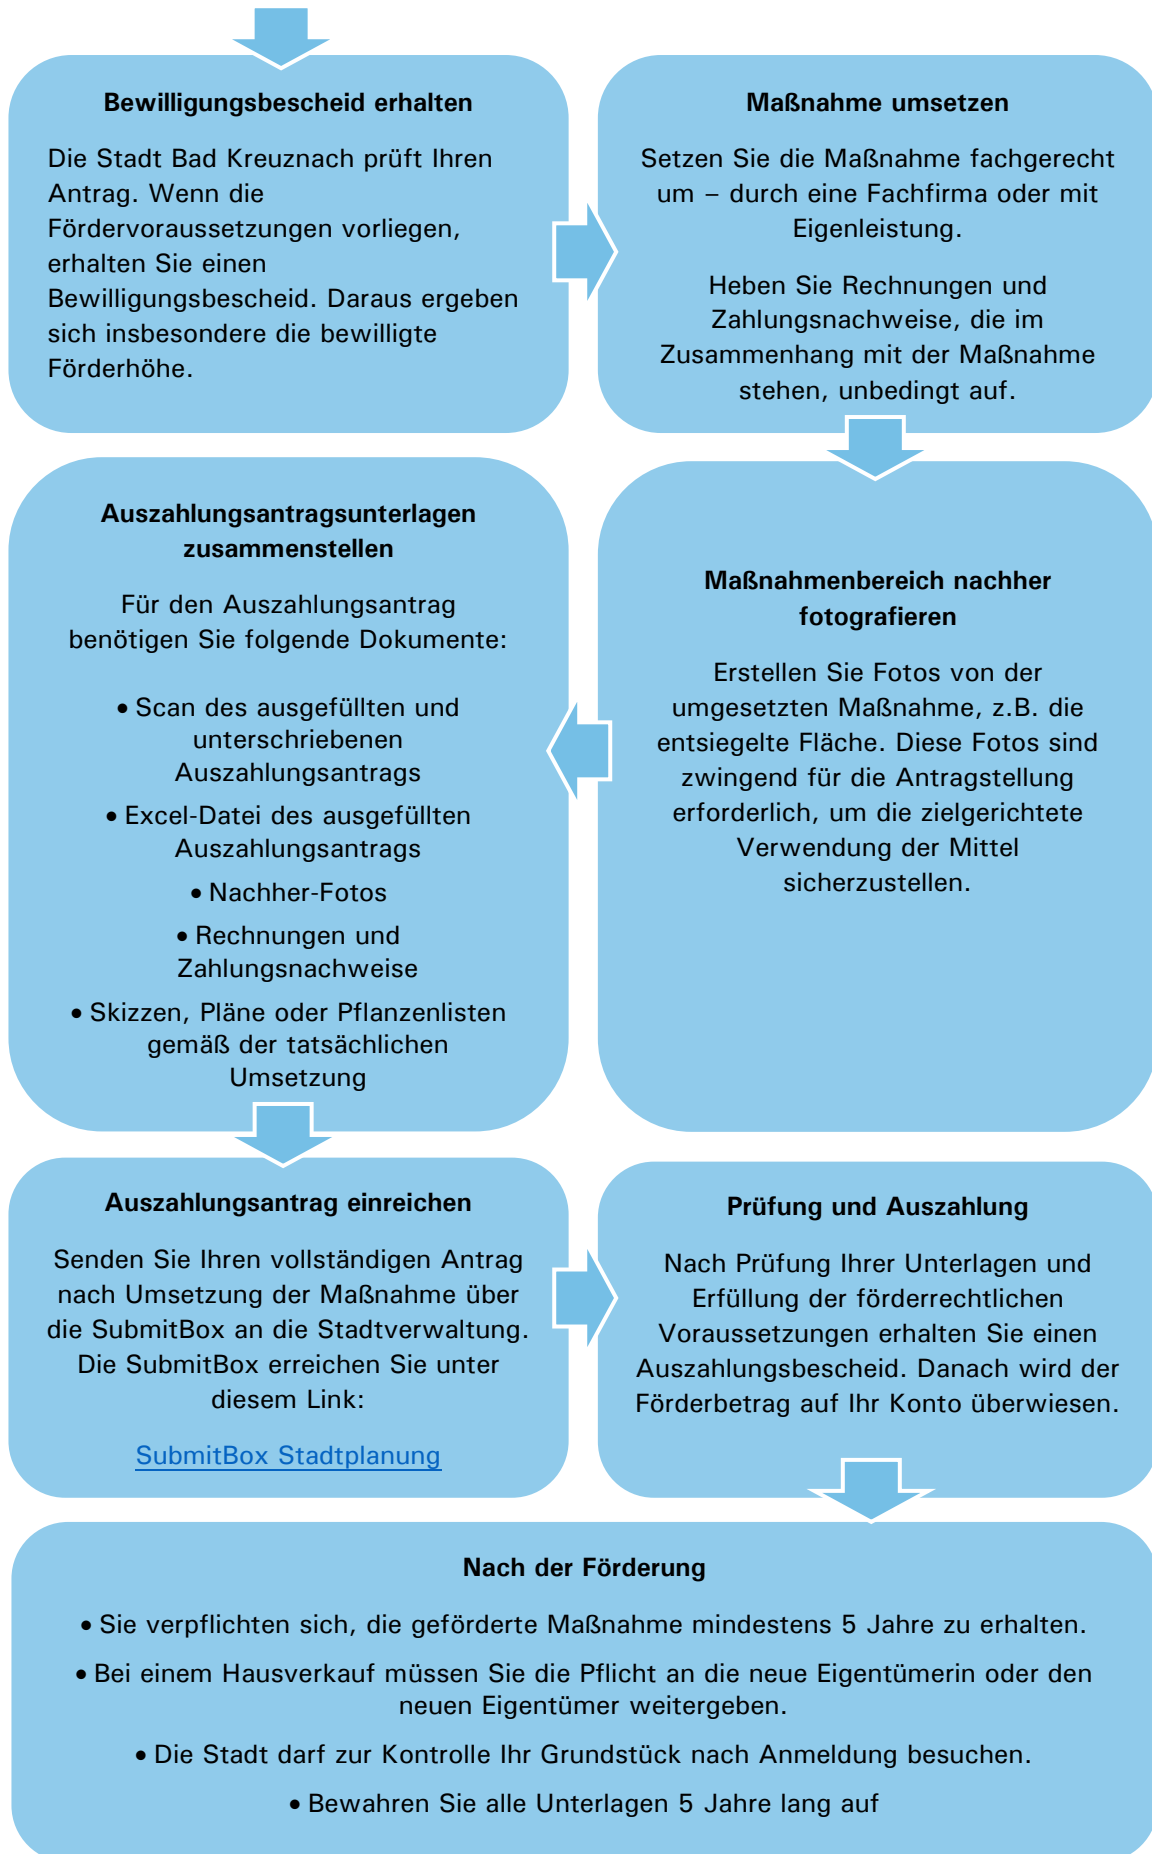 Bewilligungsbescheid erhalten
Die Stadt Bad Kreuznach prüft Ihren
Antrag. Wenn die
Fördervoraussetzungen vorliegen,
erhalten Sie einen
Bewilligungsbescheid. Daraus ergeben
sich insbesondere die bewilligte
Förderhöhe.
Maßnahme umsetzen
Setzen Sie die Maßnahme fachgerecht
um – durch eine Fachfirma oder mit
Eigenleistung.
Heben Sie Rechnungen und
Zahlungsnachweise, die im
Zusammenhang mit der Maßnahme
stehen, unbedingt auf.
Maßnahmenbereich nachher
fotografieren
Erstellen Sie Fotos von der
umgesetzten Maßnahme, z.B. die
entsiegelte Fläche. Diese Fotos sind
zwingend für die Antragstellung
erforderlich, um die zielgerichtete
Verwendung der Mittel
sicherzustellen.
Auszahlungsantragsunterlagen
zusammenstellen
Für den Auszahlungsantrag
benötigen Sie folgende Dokumente:
• Scan des ausgefüllten und
unterschriebenen
Auszahlungsantrags
• Excel-Datei des ausgefüllten
Auszahlungsantrags
• Nachher-Fotos
• Rechnungen und
Zahlungsnachweise
• Skizzen, Pläne oder Pflanzenlisten
gemäß der tatsächlichen
Umsetzung
Auszahlungsantrag einreichen
Senden Sie Ihren vollständigen Antrag
nach Umsetzung der Maßnahme über
die SubmitBox an die Stadtverwaltung.
Die SubmitBox erreichen Sie unter
diesem Link:
SubmitBox Stadtplanung
Prüfung und Auszahlung
Nach Prüfung Ihrer Unterlagen und
Erfüllung der förderrechtlichen
Voraussetzungen erhalten Sie einen
Auszahlungsbescheid. Danach wird der
Förderbetrag auf Ihr Konto überwiesen.
Nach der Förderung
• Sie verpflichten sich, die geförderte Maßnahme mindestens 5 Jahre zu erhalten.
• Bei einem Hausverkauf müssen Sie die Pflicht an die neue Eigentümerin oder den
neuen Eigentümer weitergeben.
• Die Stadt darf zur Kontrolle Ihr Grundstück nach Anmeldung besuchen.
• Bewahren Sie alle Unterlagen 5 Jahre lang auf